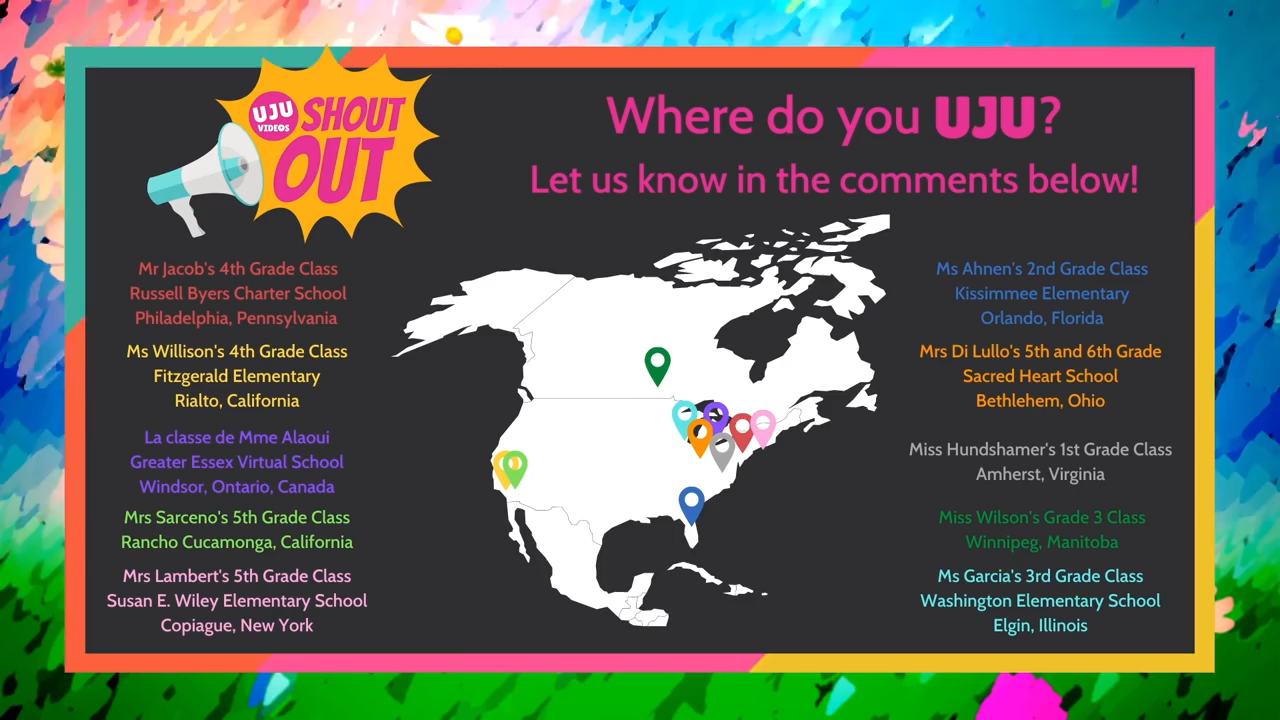 UJU
VIDEOS
SHOUT
OUT
Where do you UJU?
Let us know in the comments below!
Mr Jacob's 4th Grade Class
Russell Byers Charter School
Philadelphia, Pennsylvania
Ms Willison's 4th Grade Class
Fitzgerald Elementary
Rialto, California
La classe de Mme Alaoui
Greater Essex Virtual School
Windsor, Ontario, Canada
Mrs Sarceno's 5th Grade Class
Rancho Cucamonga, California
Mrs Lambert's 5th Grade Class
Susan E. Wiley Elementary School
Copiague, New York
Ms Ahnen's 2nd Grade Class
Kissimmee Elementary
Orlando, Florida
Mrs Di Lullo's 5th and 6th Grade
Sacred Heart School
Bethlehem, Ohio
Miss Hundshamer's 1st Grade Class
Amherst, Virginia
Miss Wilson's Grade 3 Class
Winnipeg, Manitoba
Ms Garcia's 3rd Grade Class
Washington Elementary School
Elgin, Illinois